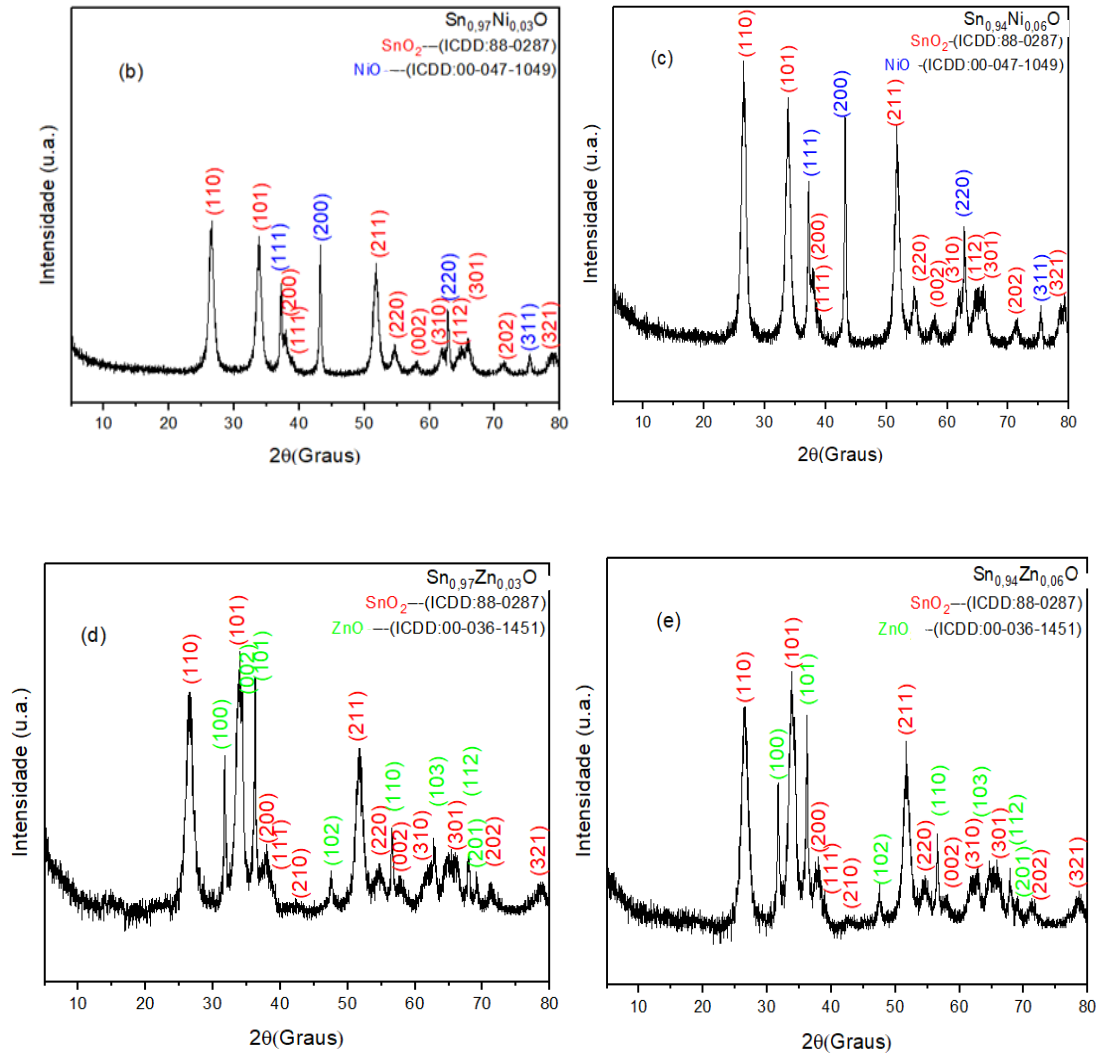 Sn0,97Ni0,03O
SnO2---(ICDD:88-0287)
NiO ----(ICDD:00-047-1049)
(b)
(110)
(101)
(111)
(200)
(111)
(200)
(211)
(220)
(002)
(310)
(220)
(112)
(301)
(202)
(311)
(321)
Intensidade (u.a.)
10 20 30 40 50 60 70 80
2θ(Graus)
Sn0,94Ni0,06O
SnO2-(ICDD:88-0287)
NiO -(ICDD:00-047-1049)
(c)
(110)
(101)
(111)
(200)
(111)
(200)
(211)
(220)
(002)
(310)
(220)
(112)
(301)
(202)
(311)
(321)
Intensidade (u.a.)
10 20 30 40 50 60 70 80
2θ(Graus)
Sn0,97Zn0,03O
SnO2---(ICDD:88-0287)
ZnO ---(ICDD:00-036-1451)
(d)
(110)
(100)
(101)
(002)
(101)
(200)
(111)
(210)
(102)
(211)
(220)
(110)
(002)
(310)
(103)
(301)
(112)
(201)
(202)
(321)
Intensidade (u.a.)
10 20 30 40 50 60 70 80
2θ(Graus)
Sn0,94Zn0,06O
SnO2---(ICDD:88-0287)
ZnO -(ICDD:00-036-1451)
(e)
(110)
(100)
(101)
(101)
(200)
(111)
(210)
(102)
(211)
(220)
(110)
(002)
(310)
(103)
(301)
(112)
(201)
(202)
(321)
Intensidade (u.a.)
10 20 30 40 50 60 70 80
2θ(Graus)